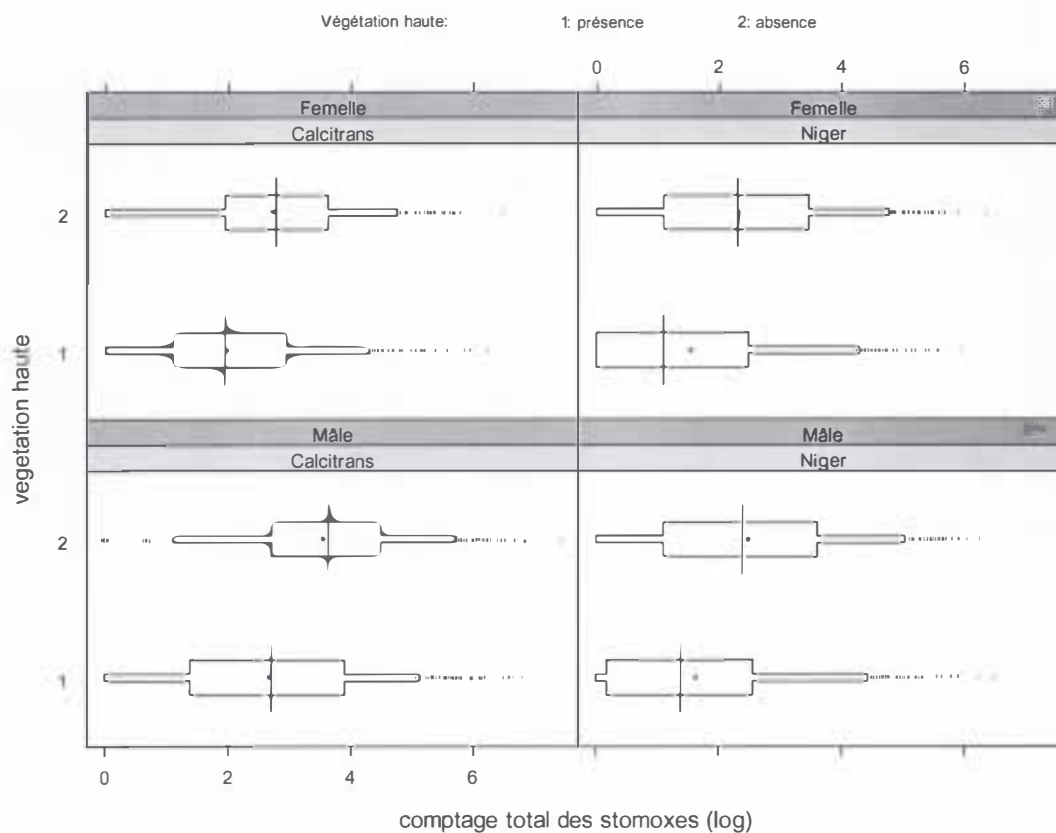 Végétation haute: 1: présence 2: absence
0 2 4 6
Femelle Femelle
Calcitrans Niger
2
1
Mâle Mâle
Calcitrans Niger
2
1
vegetation haute
0 2 4 6
comptage total des stomoxes (log)